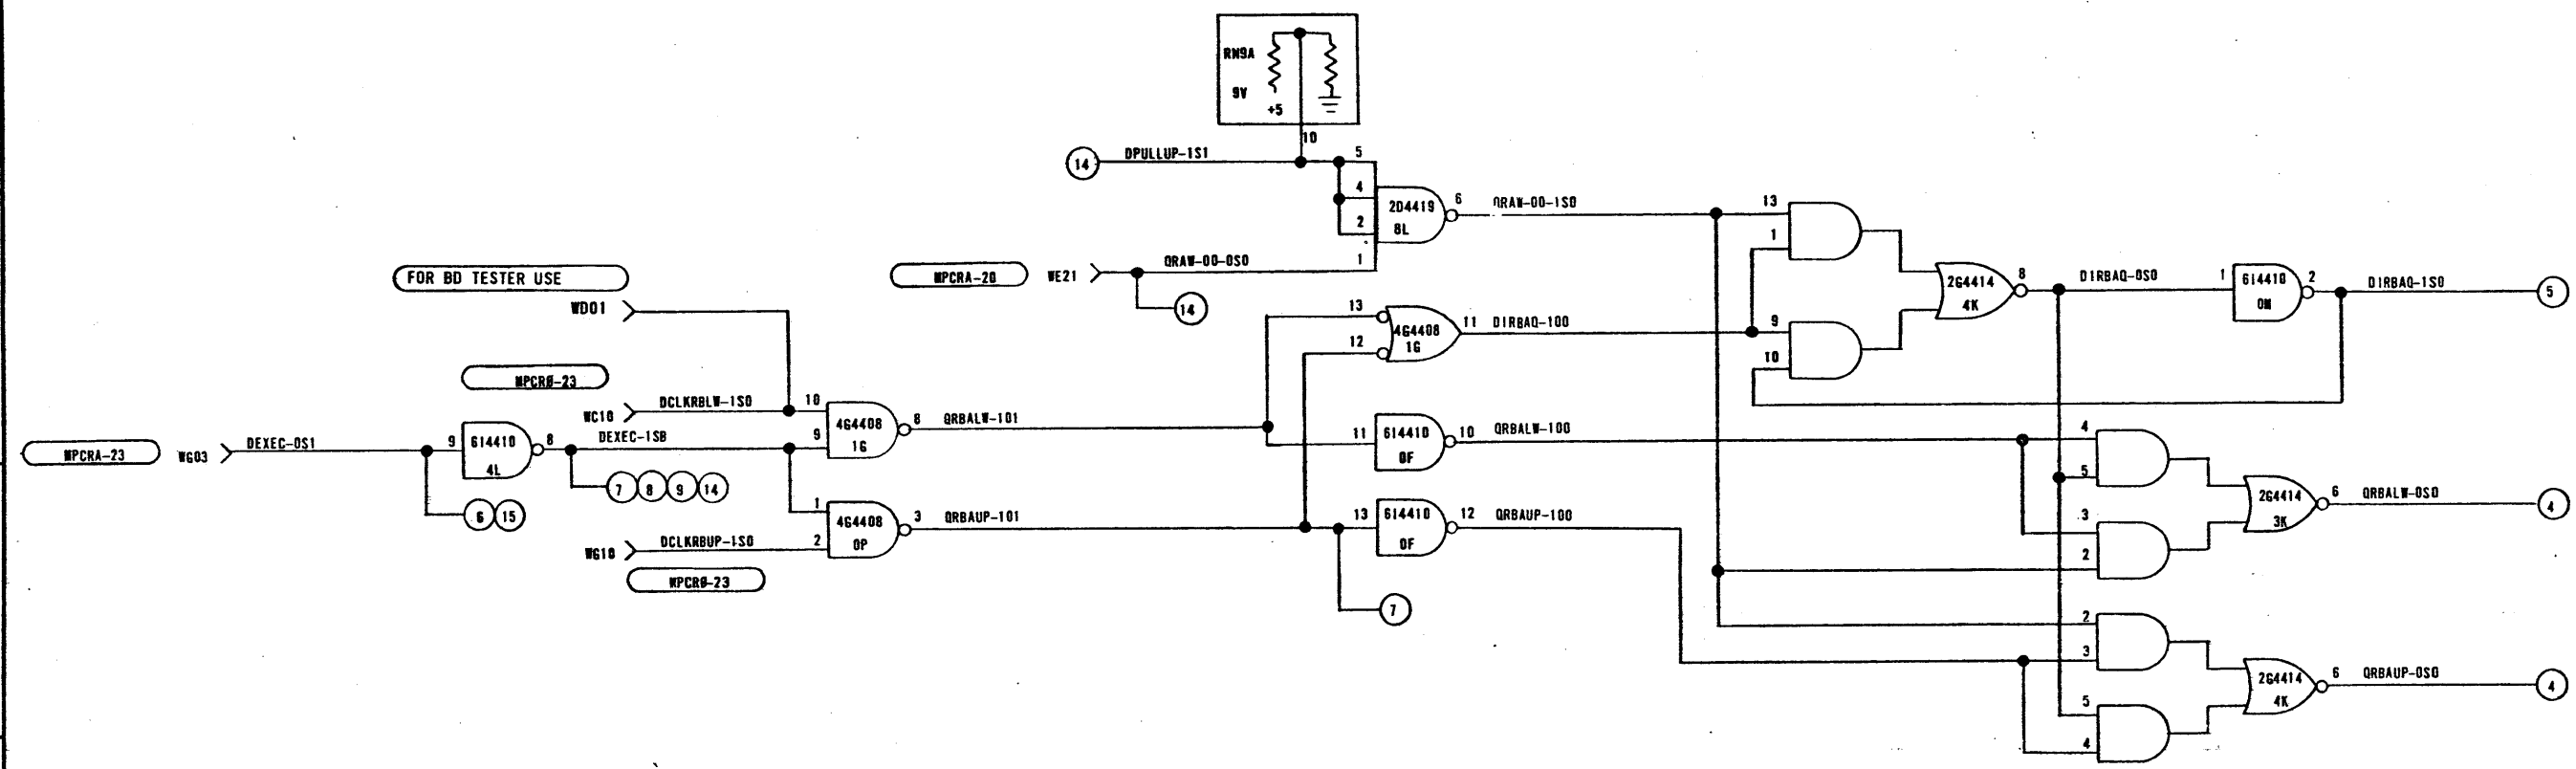 RN9A
9V
+5
10
14
DPULLUP-1S1
5
4
2
1
2D4419
8L
6
QRAW-00-1S0
MPCRA-20
WE21
QRAW-00-0S0
14
FOR BD TESTER USE
WD01
MPCRØ-23
WC10
DCLKRBLW-1S0
10
9
4G4408
1G
8
QRBALW-101
MPCRA-23
WG03
DEXEC-0S1
9
6I4410
4L
8
DEXEC-1SB
7
8
9
14
6
15
1
2
4G4408
0P
3
QRBAUP-101
WG10
DCLKRBUP-1S0
MPCRØ-23
13
12
4G4408
1G
11
DIRBAQ-100
11
6I4410
0F
10
QRBALW-100
13
6I4410
0F
12
QRBAUP-100
7
13
1
9
10
2G4414
4K
8
DIRBAQ-0S0
1
6I4410
0M
2
DIRBAQ-1S0
5
4
5
3
2
2G4414
3K
6
QRBALW-0S0
4
2
3
5
4
2G4414
4K
6
QRBAUP-0S0
4